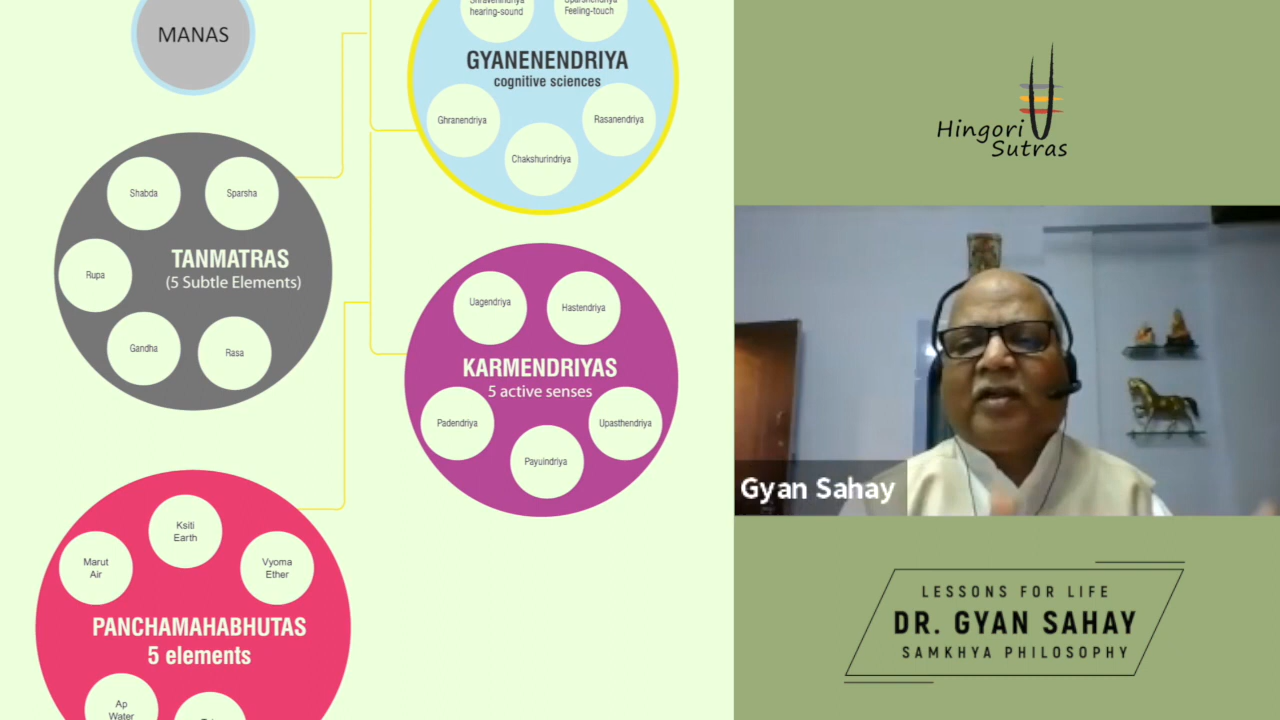 MANAS
hearing-sound
Feeling-touch
GYANENENDRIYA
cognitive sciences
Ghranendriya
Rasanendriya
Chakshurindriya
Shabda
Sparsha
TANMATRAS
(5 Subtle Elements)
Rupa
Gandha
Rasa
Uagendriya
Hastendriya
KARMENDRIYAS
5 active senses
Padendriya
Upasthendriya
Payuindriya
Ksiti
Earth
Marut
Air
Vyoma
Ether
PANCHAMAHABHUTAS
5 elements
Ap
Water
Hingori
Sutras
Gyan Sahay
LESSONS FOR LIFE
DR. GYAN SAHAY
SAMKHYA PHILOSOPHY